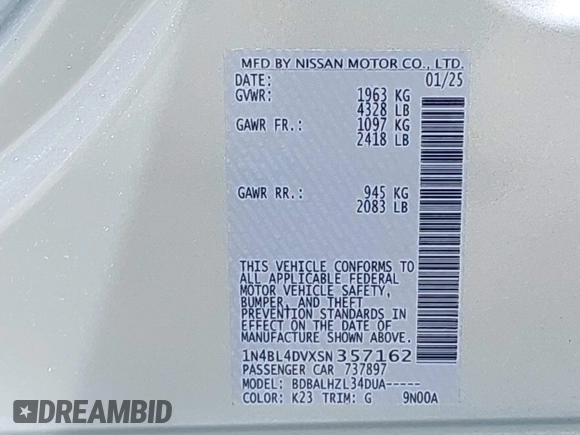 MFD BY NISSAN MOTOR CO., LTD.
DATE: 01/25
GVWR: 1963 KG
4328 LB
GAWR FR.: 1097 KG
2418 LB
GAWR RR.: 945 KG
2083 LB
THIS VEHICLE CONFORMS TO
ALL APPLICABLE FEDERAL
MOTOR VEHICLE SAFETY,
BUMPER, AND THEFT
PREVENTION STANDARDS IN
EFFECT ON THE DATE OF
MANUFACTURE SHOWN ABOVE.
1N4BL4DVXSN357162
PASSENGER CAR 737897
MODEL: BDBALHZL34DUA-----
COLOR: K23 TRIM: G 9N00A
DREAMBID